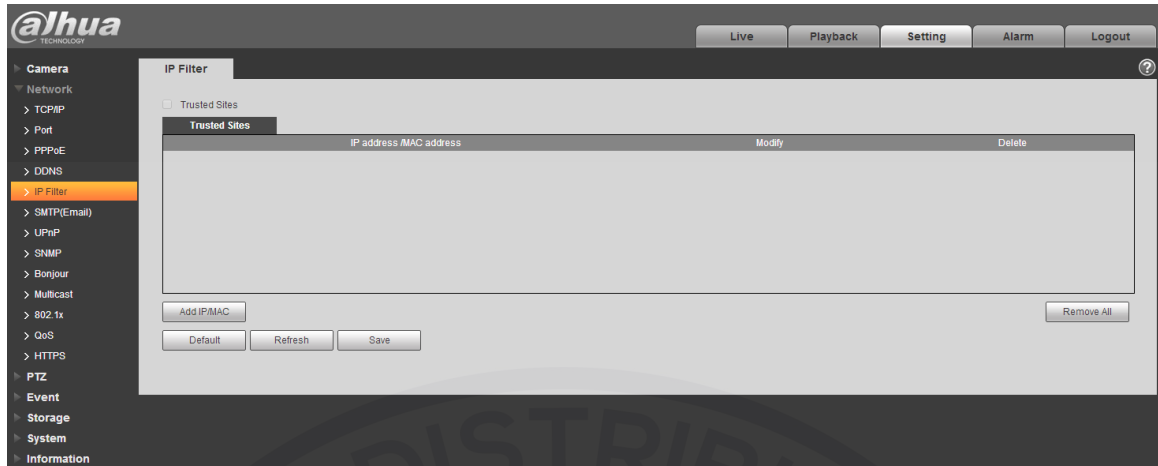 alhua
TECHNOLOGY
Live Playback Setting Alarm Logout
Camera
Network
> TCP/IP
> Port
> PPPoE
> DDNS
> IP Filter
> SMTP(Email)
> UPnP
> SNMP
> Bonjour
> Multicast
> 802.1x
> QoS
> HTTPS
PTZ
Event
Storage
System
Information
IP Filter
?
Trusted Sites
Trusted Sites
IP address /MAC address Modify Delete
Add IP/MAC Remove All
Default Refresh Save
DISTRIB